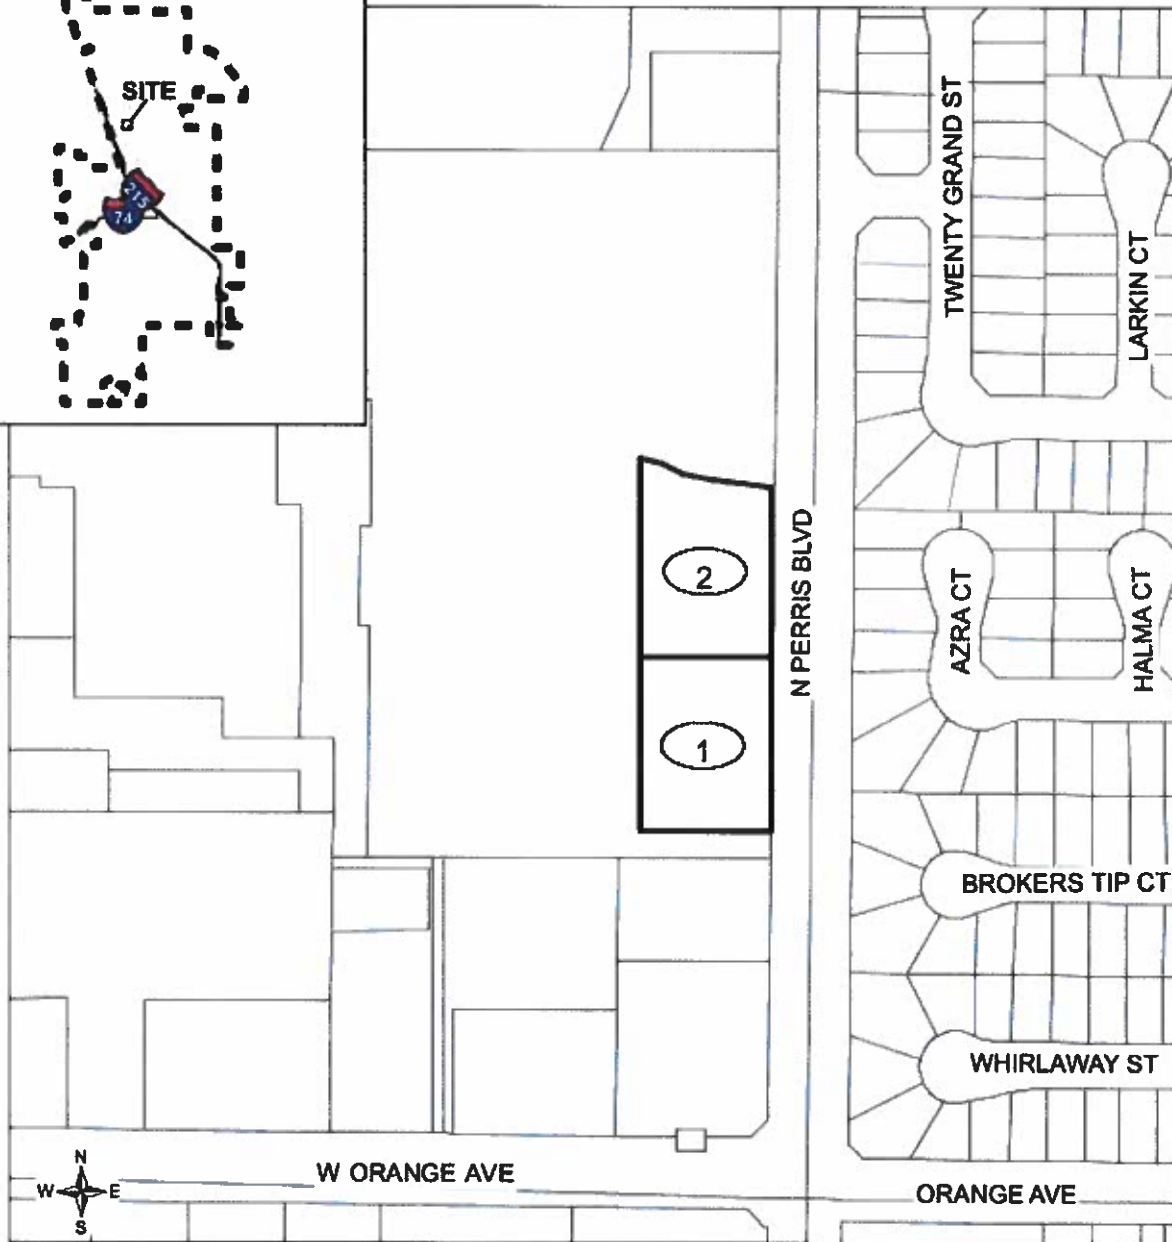 SITE
215
74
TWENTY GRAND ST
LARKIN CT
N PERRIS BLVD
2
AZRA CT
HALMA CT
1
BROKERS TIP CT
WHIRLAWAY ST
N
W E
S
W ORANGE AVE
ORANGE AVE